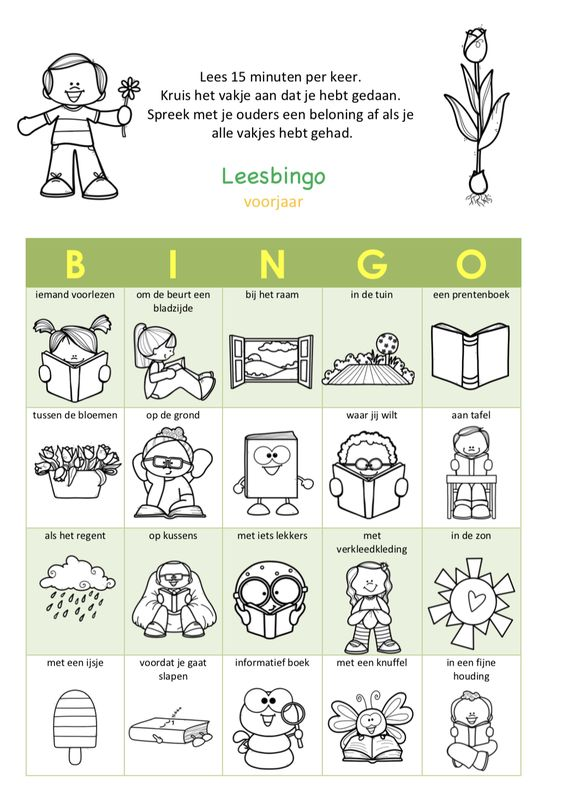 Lees 15 minuten per keer.
Kruis het vakje aan dat je hebt gedaan.
Spreek met je ouders een beloning af als je
alle vakjes hebt gehad.
Leesbingo
voorjaar
B I N G O
iemand voorlezen
om de beurt een
bladzijde
bij het raam
in de tuin
een prentenboek
tussen de bloemen
op de grond
waar jij wilt
aan tafel
als het regent
op kussens
met iets lekkers
met
verkleedkleding
in de zon
met een ijsje
voordat je gaat
slapen
informatief boek
met een knuffel
in een fijne
houding